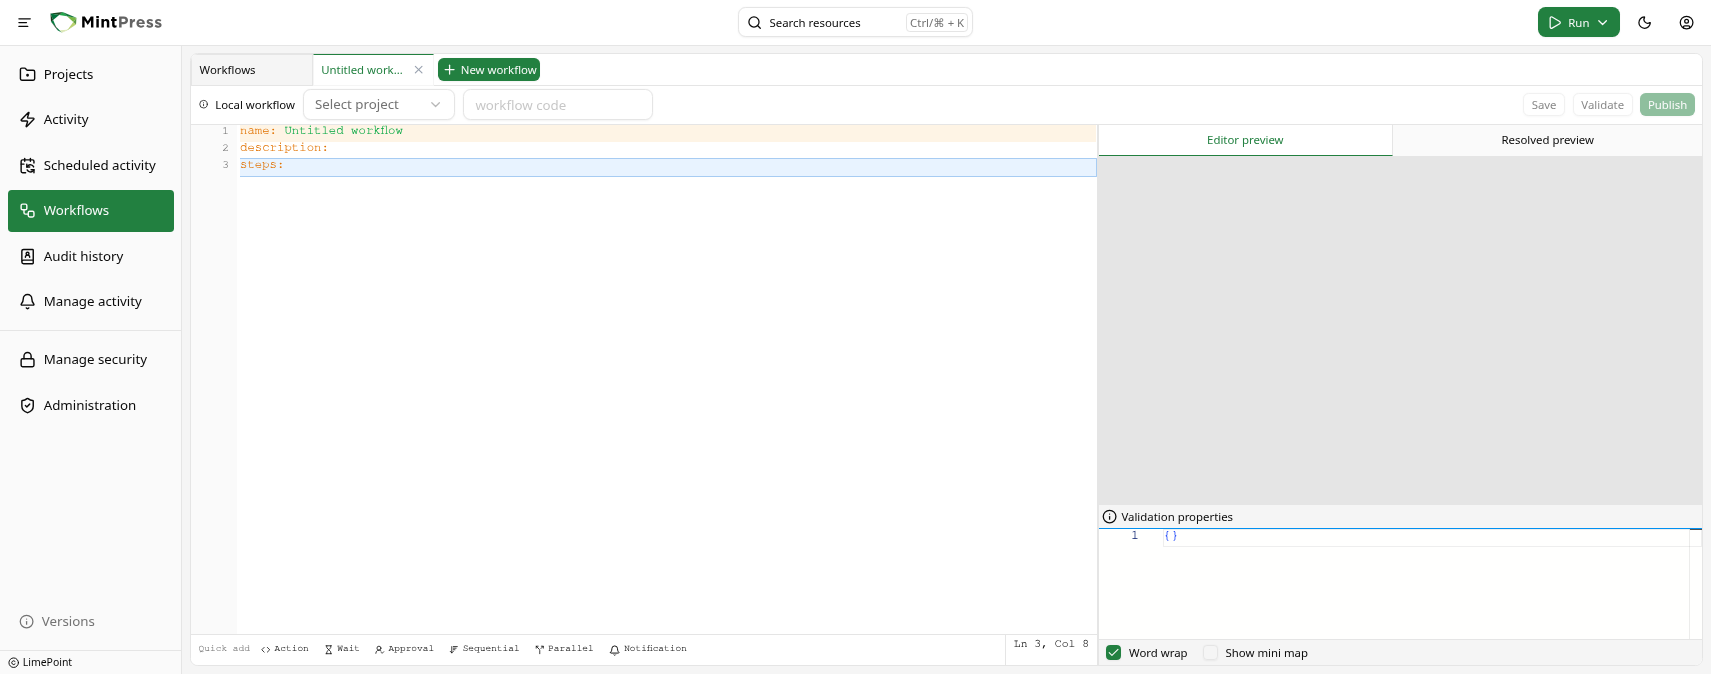 MintPress
Search resources
Ctrl/⌘ + K
Run
Projects
Activity
Scheduled activity
Workflows
Audit history
Manage activity
Manage security
Administration
Versions
© LimePoint
Workflows
Untitled work...
New workflow
Local workflow
Select project
workflow code
Save
Validate
Publish
1 name: Untitled workflow
2 description:
3 steps:
Editor preview
Resolved preview
Validation properties
1 {}
Quick add
Action
Wait
Approval
Sequential
Parallel
Notification
Ln 3, Col 8
Word wrap
Show mini map